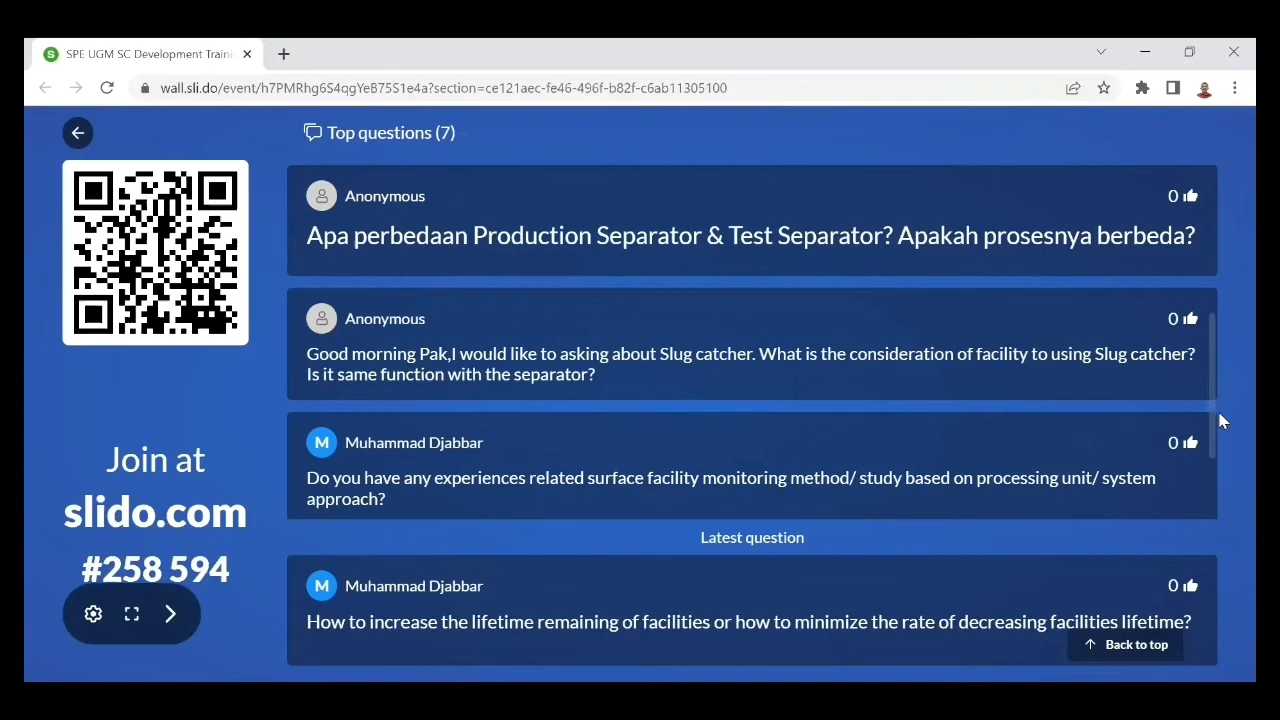 SPE UGM SC Development Traini
wall.sli.do/event/h7PMRhg6S4qgYeB75S1e4a?section=ce121aec-fe46-496f-b82f-c6ab11305100
Top questions (7)
Anonymous
0
Apa perbedaan Production Separator & Test Separator? Apakah prosesnya berbeda?
Anonymous
0
Good morning Pak,I would like to asking about Slug catcher. What is the consideration of facility to using Slug catcher?
Is it same function with the separator?
M Muhammad Djabbar
0
Do you have any experiences related surface facility monitoring method/ study based on processing unit/ system
approach?
Latest question
M Muhammad Djabbar
0
How to increase the lifetime remaining of facilities or how to minimize the rate of decreasing facilities lifetime?
Back to top
Join at
slido.com
#258 594